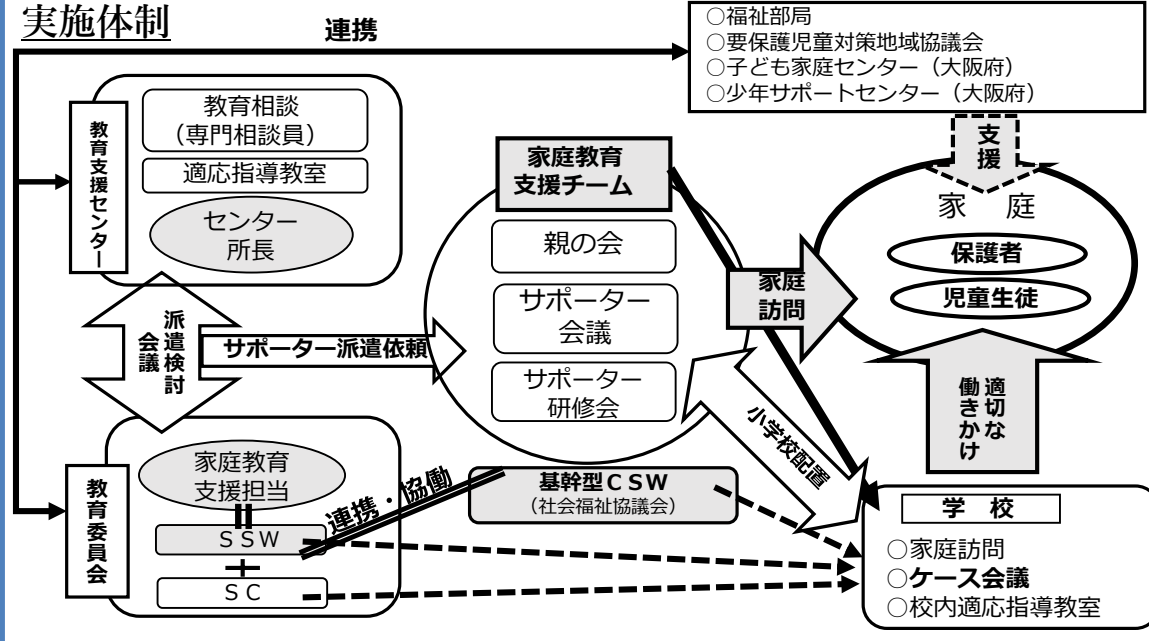 実施体制
連携
○福祉部局
○要保護児童対策地域協議会
○子ども家庭センター（大阪府）
○少年サポートセンター（大阪府）
教育支援センター
教育相談
（専門相談員）
適応指導教室
センター
所長
家庭教育
支援チーム
親の会
サポーター
会議
サポーター
研修会
支援
家　庭
保護者
児童生徒
家庭
訪問
派遣検討
会議
サポーター派遣依頼
小学校配置
適切な
働きかけ
教育委員会
家庭教育
支援担当
ＳＳＷ
＋
ＳＣ
連携・協働
基幹型ＣＳＷ
（社会福祉協議会）
学　校
○家庭訪問
○ケース会議
○校内適応指導教室